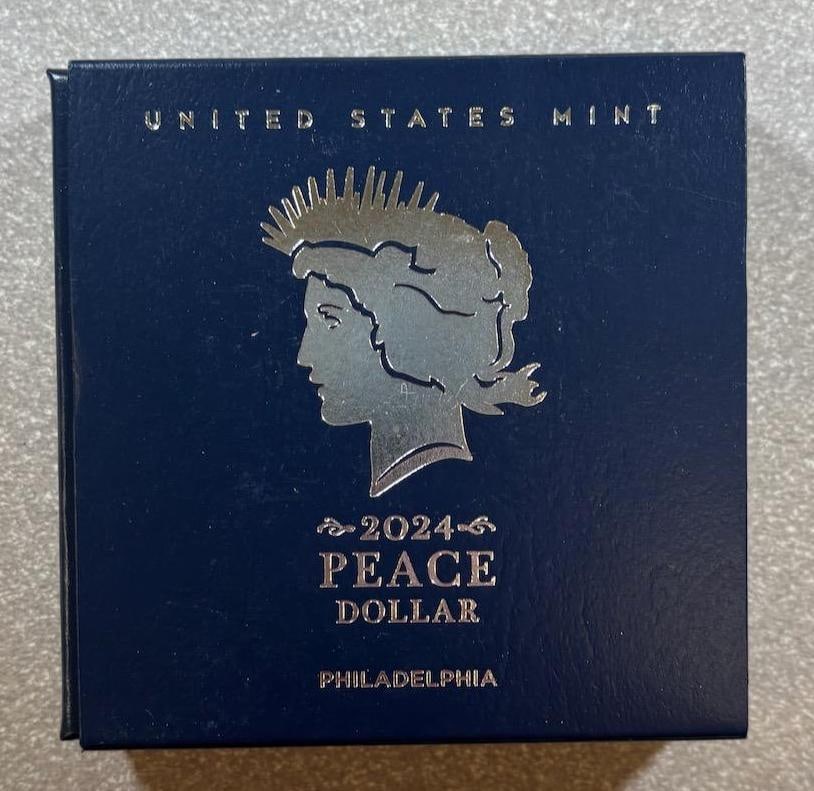 UNITED STATES MINT
2024
PEACE
DOLLAR
PHILADELPHIA